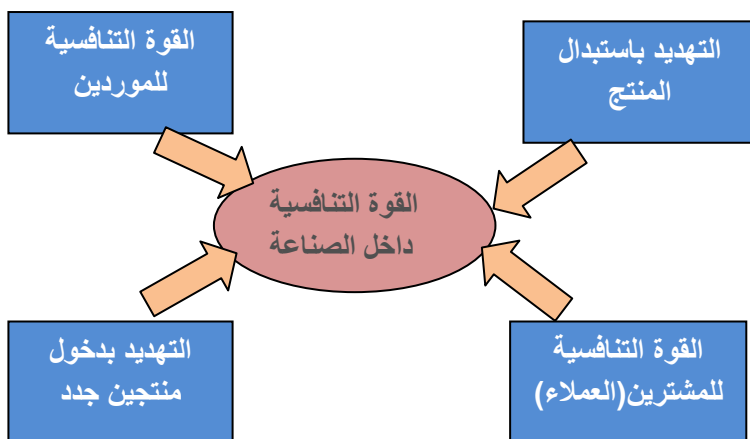 القوة التنافسية
للموردين
التهديد باستبدال
المنتج
القوة التنافسية
داخل الصناعة
التهديد بدخول
منتجين جدد
القوة التنافسية
للمشترين(العملاء)